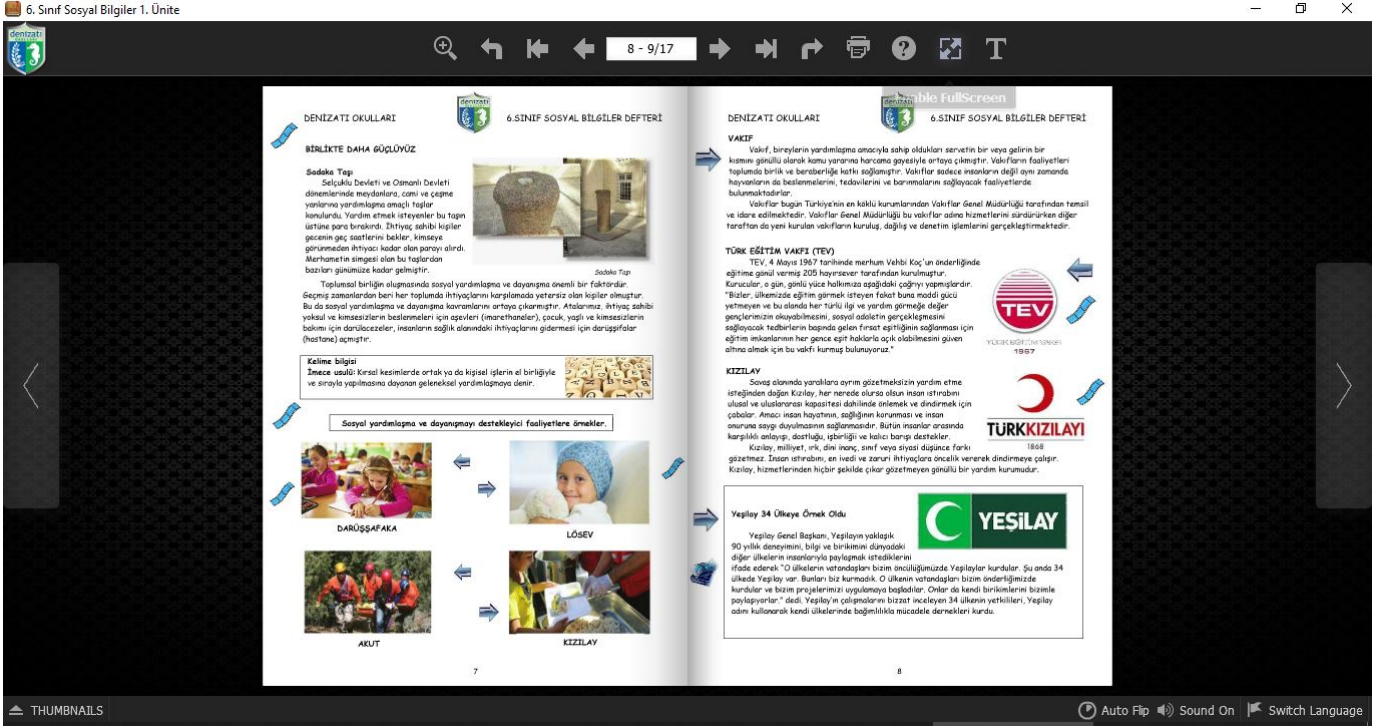 6. Sınıf Sosyal Bilgiler 1. Ünite
denizatı
8 - 9/17
able FullScreen
denizatı
DENİZATI OKULLARI
6.SINIF SOSYAL BİLGİLER DEFTERİ
BİRLİKTE DAHA GÜÇLÜYÜZ
Sadaka Taşı
Selçuklu Devleti ve Osmanlı Devleti
dönemlerinde meydanlara, cami ve çeşme
yanlarına yardımlaşma amaçlı taşlar
konulurdu. Yardım etmek isteyenler bu taşın
üstüne para bırakırdı. İhtiyaç sahibi kişiler
gecenin geç saatlerini bekler, kimseye
görünmeden ihtiyacı kadar olan parayı alırdı.
Merhametin simgesi olan bu taşlardan
bazıları günümüze kadar gelmiştir.
Sadaka Taşı
Toplumsal birliğin oluşmasında sosyal yardımlaşma ve dayanışma önemli bir faktördür.
Geçmiş zamanlardan beri her toplumda ihtiyaçlarını karşılamada yetersiz olan kişiler olmuştur.
Bu da sosyal yardımlaşma ve dayanışma kavramlarını ortaya çıkarmıştır. Atalarımız, ihtiyaç sahibi
yoksul ve kimsesizlerin beslenmeleri için aşevleri (imarethaneler), çocuk, yaşlı ve kimsesizlerin
bakımı için darülacezeler, insanların sağlık alanındaki ihtiyaçlarını gidermesi için darüşşifalar
(hastane) açmıştır.
Kelime bilgisi
İmece usulü: Kırsal kesimlerde ortak ya da kişisel işlerin el birliğiyle
ve sırayla yapılmasına dayanan geleneksel yardımlaşmaya denir.
Sosyal yardımlaşma ve dayanışmayı destekleyici faaliyetlere örnekler.
DARÜŞŞAFAKA
LÖSEV
AKUT
KIZILAY
7
denizatı
DENİZATI OKULLARI
6.SINIF SOSYAL BİLGİLER DEFTERİ
VAKIF
Vakıf, bireylerin yardımlaşma amacıyla sahip oldukları servetin bir veya gelirin bir
kısmını gönüllü olarak kamu yararına harcama gayesiyle ortaya çıkmıştır. Vakıfların faaliyetleri
toplumda birlik ve beraberliğe katkı sağlamıştır. Vakıflar sadece insanların değil aynı zamanda
hayvanların da beslenmelerini, tedavilerini ve barınmalarını sağlayacak faaliyetlerde
bulunmaktadırlar.
Vakıflar bugün Türkiye'nin en köklü kurumlarından Vakıflar Genel Müdürlüğü tarafından temsil
ve idare edilmektedir. Vakıflar Genel Müdürlüğü bu vakıflar adına hizmetlerini sürdürürken diğer
taraftan da yeni kurulan vakıfların kuruluş, dağılış ve denetim işlemlerini gerçekleştirmektedir.
TÜRK EĞİTİM VAKFI (TEV)
TEV, 4 Mayıs 1967 tarihinde merhum Vehbi Koç'un önderliğinde
eğitime gönül vermiş 205 hayırsever tarafından kurulmuştur.
Kurucular, o gün, gönlü yüce halkımıza aşağıdaki çağrıyı yapmışlardır.
"Bizler, ülkemizde eğitim görmek isteyen fakat buna maddi gücü
yetmeyen ve bu alanda her türlü ilgi ve yardım görmeğe değer
gençlerimizin okuyabilmesini, sosyal adaletin gerçekleşmesini
sağlayacak tedbirlerin başında gelen fırsat eşitliğinin sağlanması için
eğitim imkanlarının her gence eşit haklarla açık olabilmesini güven
altına almak için bu vakfı kurmuş bulunuyoruz."
TEV
TÜRK EĞİTİM VAKFI
1967
KIZILAY
Savaş alanında yaralılara ayrım gözetmeksizin yardım etme
isteğinden doğan Kızılay, her nerede olursa olsun insan ıstırabını
ulusal ve uluslararası kapasitesi dahilinde önlemek ve dindirmek için
çabalar. Amacı insan hayatının, sağlığının korunması ve insan
onuruna saygı duyulmasının sağlanmasıdır. Bütün insanlar arasında
karşılıklı anlayışı, dostluğu, işbirliğii ve kalıcı barışı destekler.
Kızılay, milliyet, ırk, dini inanç, sınıf veya siyasi düşünce farkı
gözetmez. İnsan ıstırabını, en ivedi ve zaruri ihtiyaçlara öncelik vererek dindirmeye çalışır.
Kızılay, hizmetlerinden hiçbir şekilde çıkar gözetmeyen gönüllü bir yardım kurumudur.
TÜRKKIZILAYI
1868
Yeşilay 34 Ülkeye Örnek Oldu
YEŞİLAY
Yeşilay Genel Başkanı, Yeşilayın yaklaşık
90 yıllık deneyimini, bilgi ve birikimini dünyadaki
diğer ülkelerin insanlarıyla paylaşmak istediklerini
ifade ederek "O ülkelerin vatandaşları bizim öncülüğümüzde Yeşilaylar kurdular. Şu anda 34
ülkede Yeşilay var. Bunları biz kurmadık. O ülkenin vatandaşları bizim önderliğimizde
kurdular ve bizim projelerimizi uygulamaya başladılar. Onlar da kendi birikimlerini bizimle
paylaşıyorlar." dedi. Yeşilay'ın çalışmalarını bizzat inceleyen 34 ülkenin yetkilileri, Yeşilay
adını kullanarak kendi ülkelerinde bağımlılıkla mücadele dernekleri kurdu.
8
THUMBNAILS
Auto Flip
Sound On
Switch Language